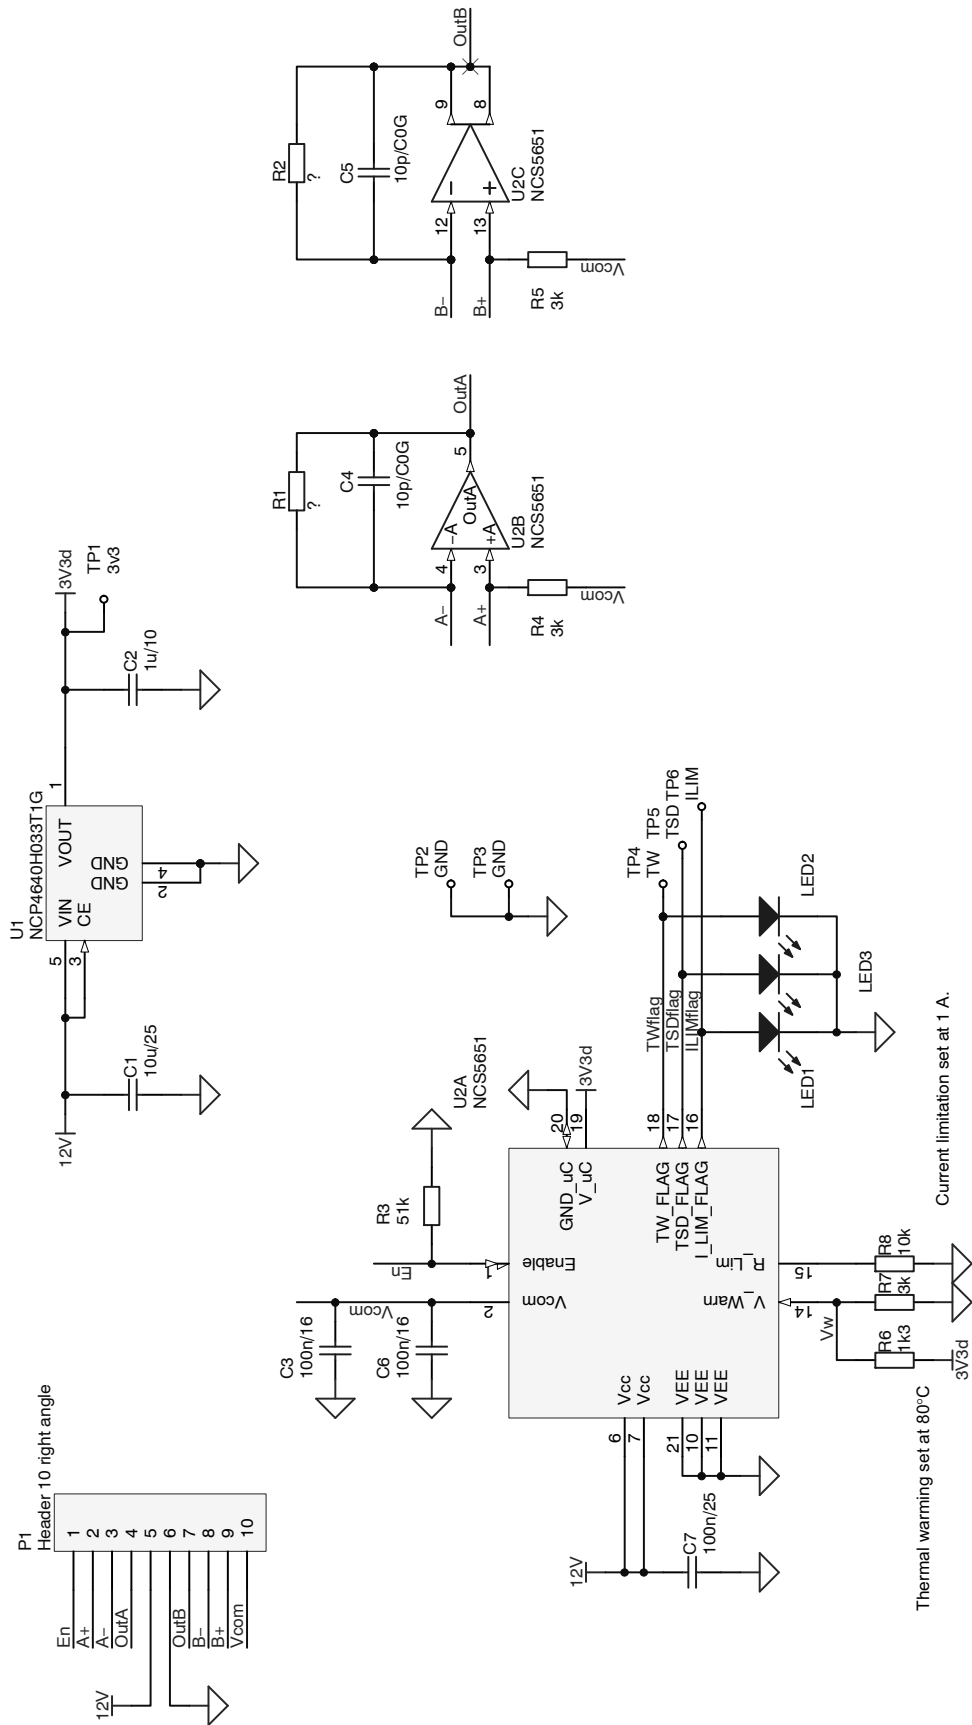 P1
Header 10 right angle
En
1
A+
2
A−
3
OutA
4
5
6
OutB
7
B−
8
B+
9
Vcom
10
12V
12V
C1
10u/25
U1
NCP4640H033T1G
5
VIN
3
CE
VOUT
1
GND
GND
2
4
C2
1u/10
3V3d
TP1
3v3
C3
100n/16
C6
100n/16
Vcom
2
En
1
R3
51k
U2A
NCS5651
Vcom
Enable
GND_uC
20
V_uC
19
3V3d
TW_FLAG
18
TSD_FLAG
17
I_LIM_FLAG
16
TWflag
TSDflag
ILIMflag
Vcc
6
Vcc
7
VEE
21
VEE
10
VEE
11
V_Warn
14
R_Lim
15
12V
C7
100n/25
Vw
R6
1k3
R7
3k
R8
10k
3V3d
Thermal warming set at 80°C
Current limitation set at 1 A.
TP2
GND
TP3
GND
TP4
TW
TP5
TSD
TP6
ILIM
LED1
LED3
LED2
R1
?
C4
10p/C0G
A−
4
−A
A+
3
+A
OutA
5
OutA
U2B
NCS5651
R4
3k
Vcom
R2
?
C5
10p/C0G
B−
12
−
B+
13
+
9
8
OutB
U2C
NCS5651
R5
3k
Vcom